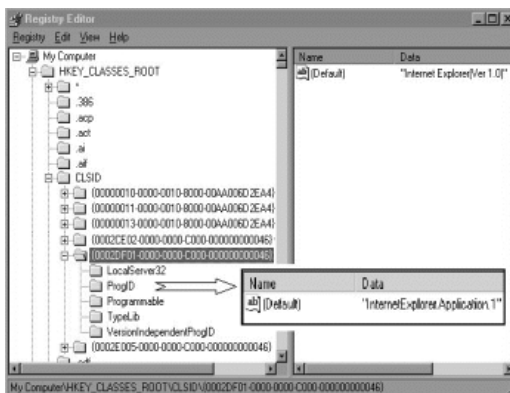 Registry Editor
Registry Edit View Help
My Computer
HKEY_CLASSES_ROOT
*
.386
.acp
.act
.ai
.aif
CLSID
{00000010-0000-0010-8000-00AA006D2EA4}
{00000011-0000-0010-8000-00AA006D2EA4}
{00000013-0000-0010-8000-00AA006D2EA4}
{0002CE02-0000-0000-C000-000000000046}
{0002DF01-0000-0000-C000-000000000046}
LocalServer32
ProgID
Programmable
TypeLib
VersionIndependentProgID
{0002E005-0000-0000-C000-000000000046}
Name Data
ab (Default) "Internet Explorer(Ver 1.0)"
Name Data
ab (Default) "InternetExplorer.Application.1"
My Computer\HKEY_CLASSES_ROOT\CLSID\{0002DF01-0000-0000-C000-000000000046}